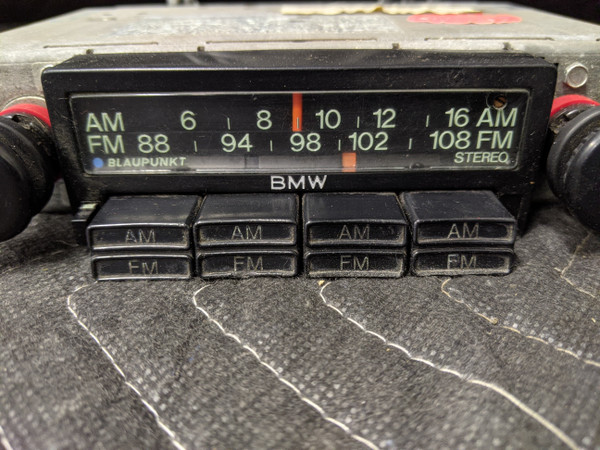 AM 6 8 10 12 16 AM
FM 88 94 98 102 108 FM
BLAUPUNKT STEREO
BMW
AM AM AM AM
FM FM FM FM